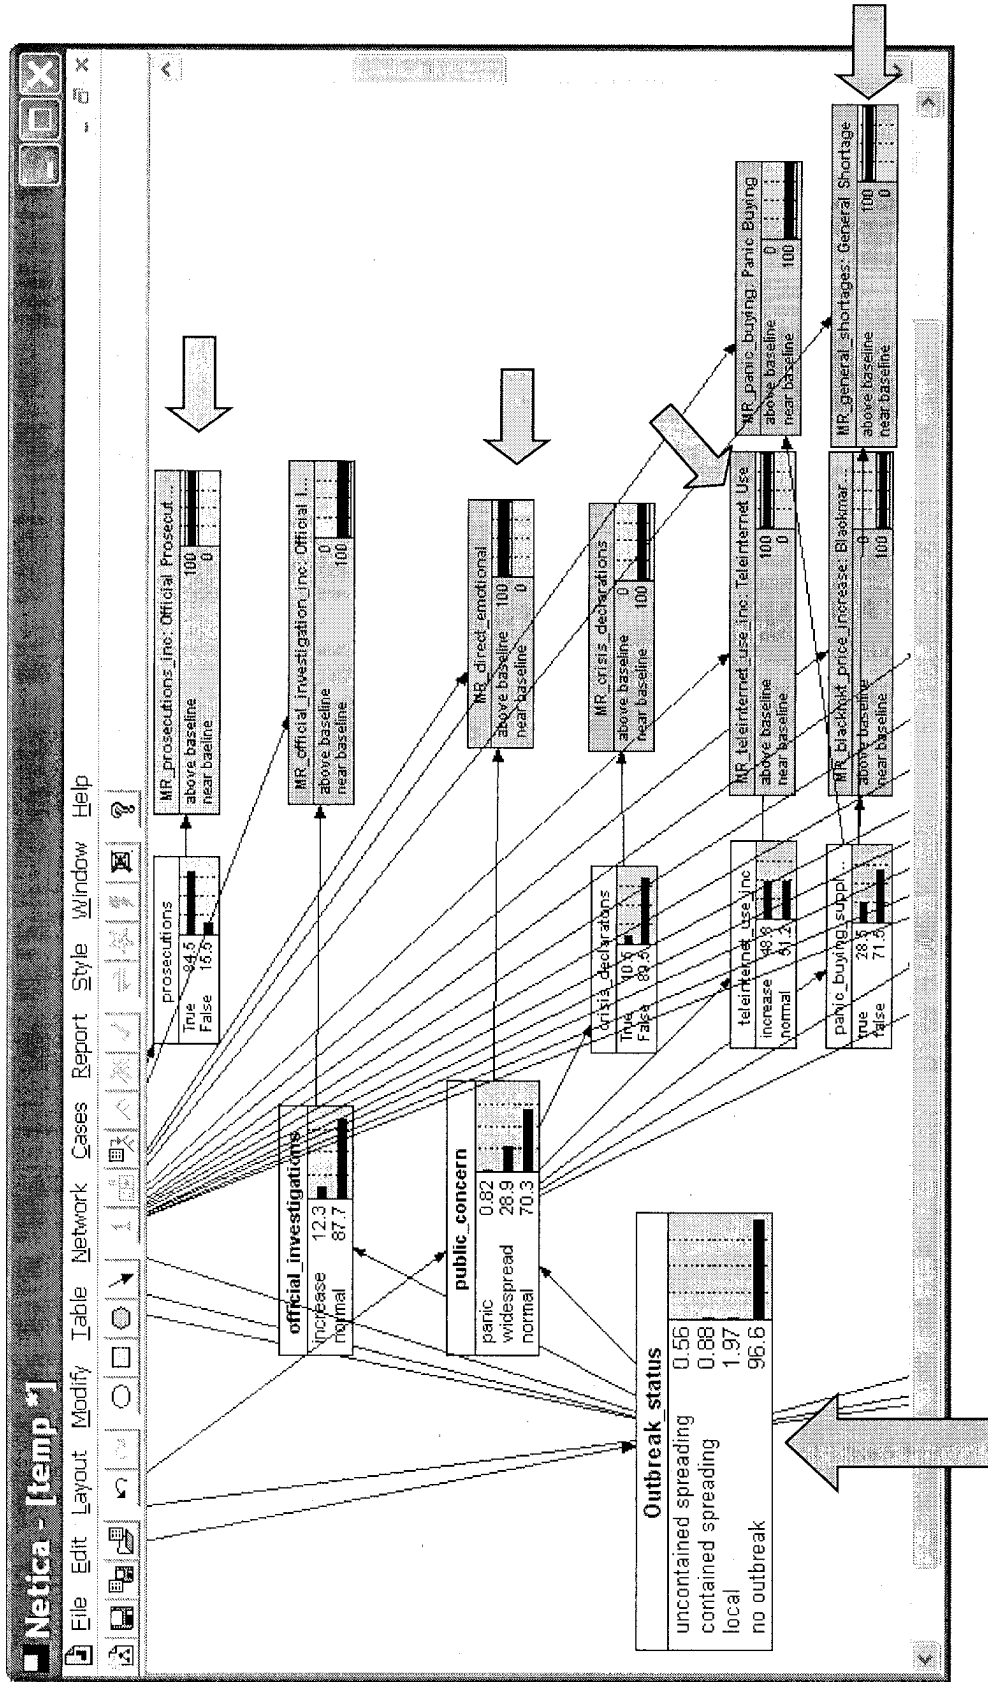 Netica - [temp *]
File Edit Layout Modify Table Network Cases Report Style Window Help
prosecutions
True 84.5
False 15.5
MR_prosecutions_inc: Official Prosecut...
above baseline 100
near baeline 0
official_investigations
increase 12.3
normal 87.7
MR_official_investigation_inc: Official I...
above baseline 0
near baseline 100
public_concern
panic 0.82
widespread 28.9
normal 70.3
MR_direct_emotional
above baseline 100
near baseline 0
crisis_declaratons
True 10.5
False 89.5
MR_crisis_declarations
above baseline 0
near baseline 100
Outbreak_status
uncontained spreading 0.56
contained spreading 0.88
local 1.97
no outbreak 96.6
teleinternet_use_inc
increase 48.8
normal 51.2
MR_teleinternet_use_inc: Teleinternet Use
above baseline 100
near baseline 0
MR_panic_buying: Panic Buying
above baseline 0
near baseline 100
panic_buying_suppl...
true 28.5
false 71.5
MR_blackmkt_price_increase: Blackmar...
above baseline 0
near baseline 100
MR_general_shortages: General Shortage
above baseline 100
near baseline 0